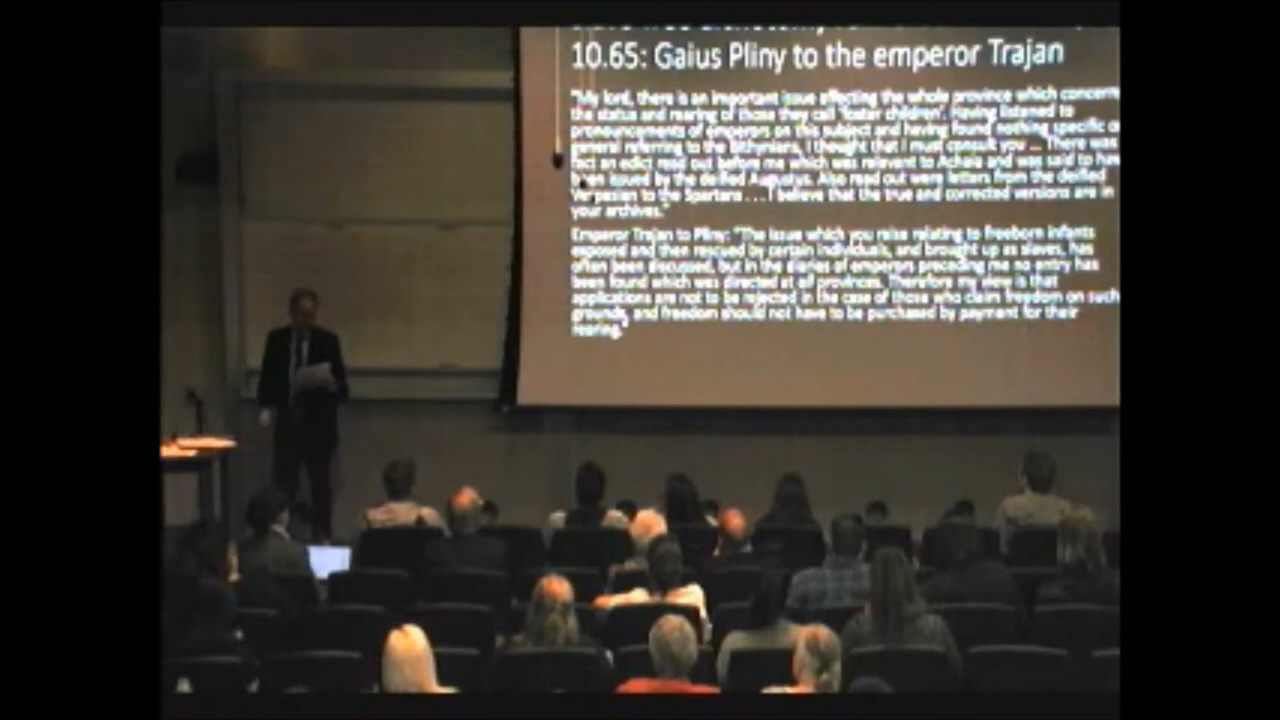 10.65: Gaius Pliny to the emperor Trajan
"My lord, there is an important issue affecting the whole province which concerns
the status and rearing of those they call 'foster children'. Having listened to
pronouncements of emperors on this subject and having found nothing specific or
general referring to the Bithynians, I thought that I must consult you ... There was
fact an edict read out before me which was relevant to Achaia and was said to have
been issued by the deified Augustus. Also read out were letters from the deified
Vespasian to the Spartans . . . I believe that the true and corrected versions are in
your archives."
Emperor Trajan to Pliny: "The issue which you raise relating to freeborn infants
exposed and then rescued by certain individuals, and brought up as slaves, has
often been discussed, but in the diaries of emperors preceding me no entry has
been found which was directed at all provinces. Therefore my view is that
applications are not to be rejected in the case of those who claim freedom on such
grounds, and freedom should not have to be purchased by payment for their
rearing."